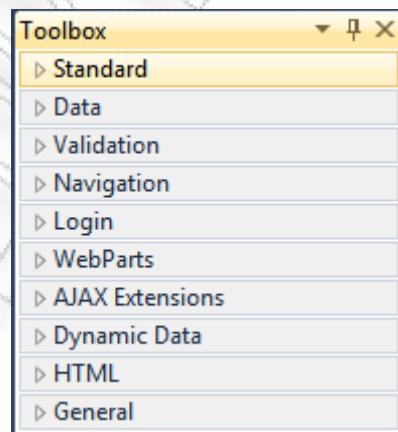 Toolbox
Standard
Data
Validation
Navigation
Login
WebParts
AJAX Extensions
Dynamic Data
HTML
General